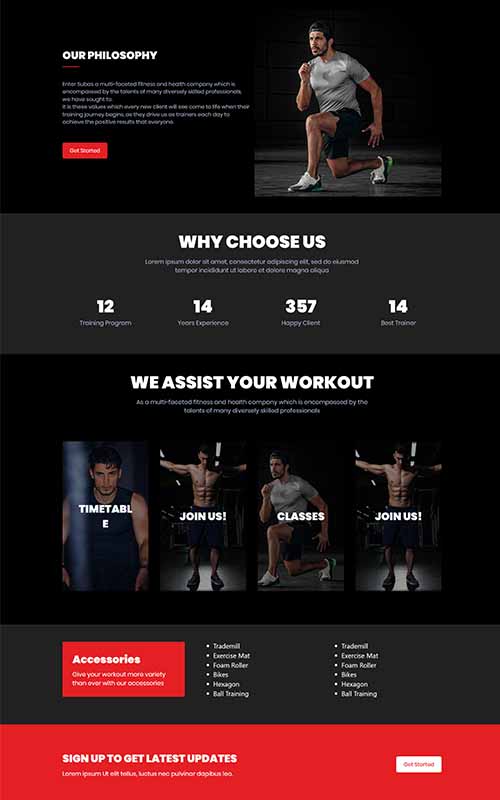 OUR PHILOSOPHY
Enter Subas a multi-faceted fitness and health company which is
encompassed by the talents of many diversely skilled professionals,
we have sought to.
It is these values which every new client will see come to life when their
training journey begins, as they drive us as trainers each day to
achieve the positive results that everyone.
Get Started
WHY CHOOSE US
Lorem ipsum dolor sit amet, consectetur adipiscing elit, sed do eiusmod
tempor incididunt ut labore et dolore magna aliqua
12 14 357 14
Training Program Years Experience Happy Client Best Trainer
WE ASSIST YOUR WORKOUT
As a multi-faceted fitness and health company which is encompassed by the
talents of many diversely skilled professionals
TIMETABL
E
JOIN US!
CLASSES
JOIN US!
Accessories
Give your workout more variety
than ever with our accessories
Trademill
Exercise Mat
Foam Roller
Bikes
Hexagon
Ball Training
Trademill
Exercise Mat
Foam Roller
Bikes
Hexagon
Ball Training
SIGN UP TO GET LATEST UPDATES
Lorem ipsum Ut elit tellus, luctus nec pulvinar dapibus leo.
Get Started